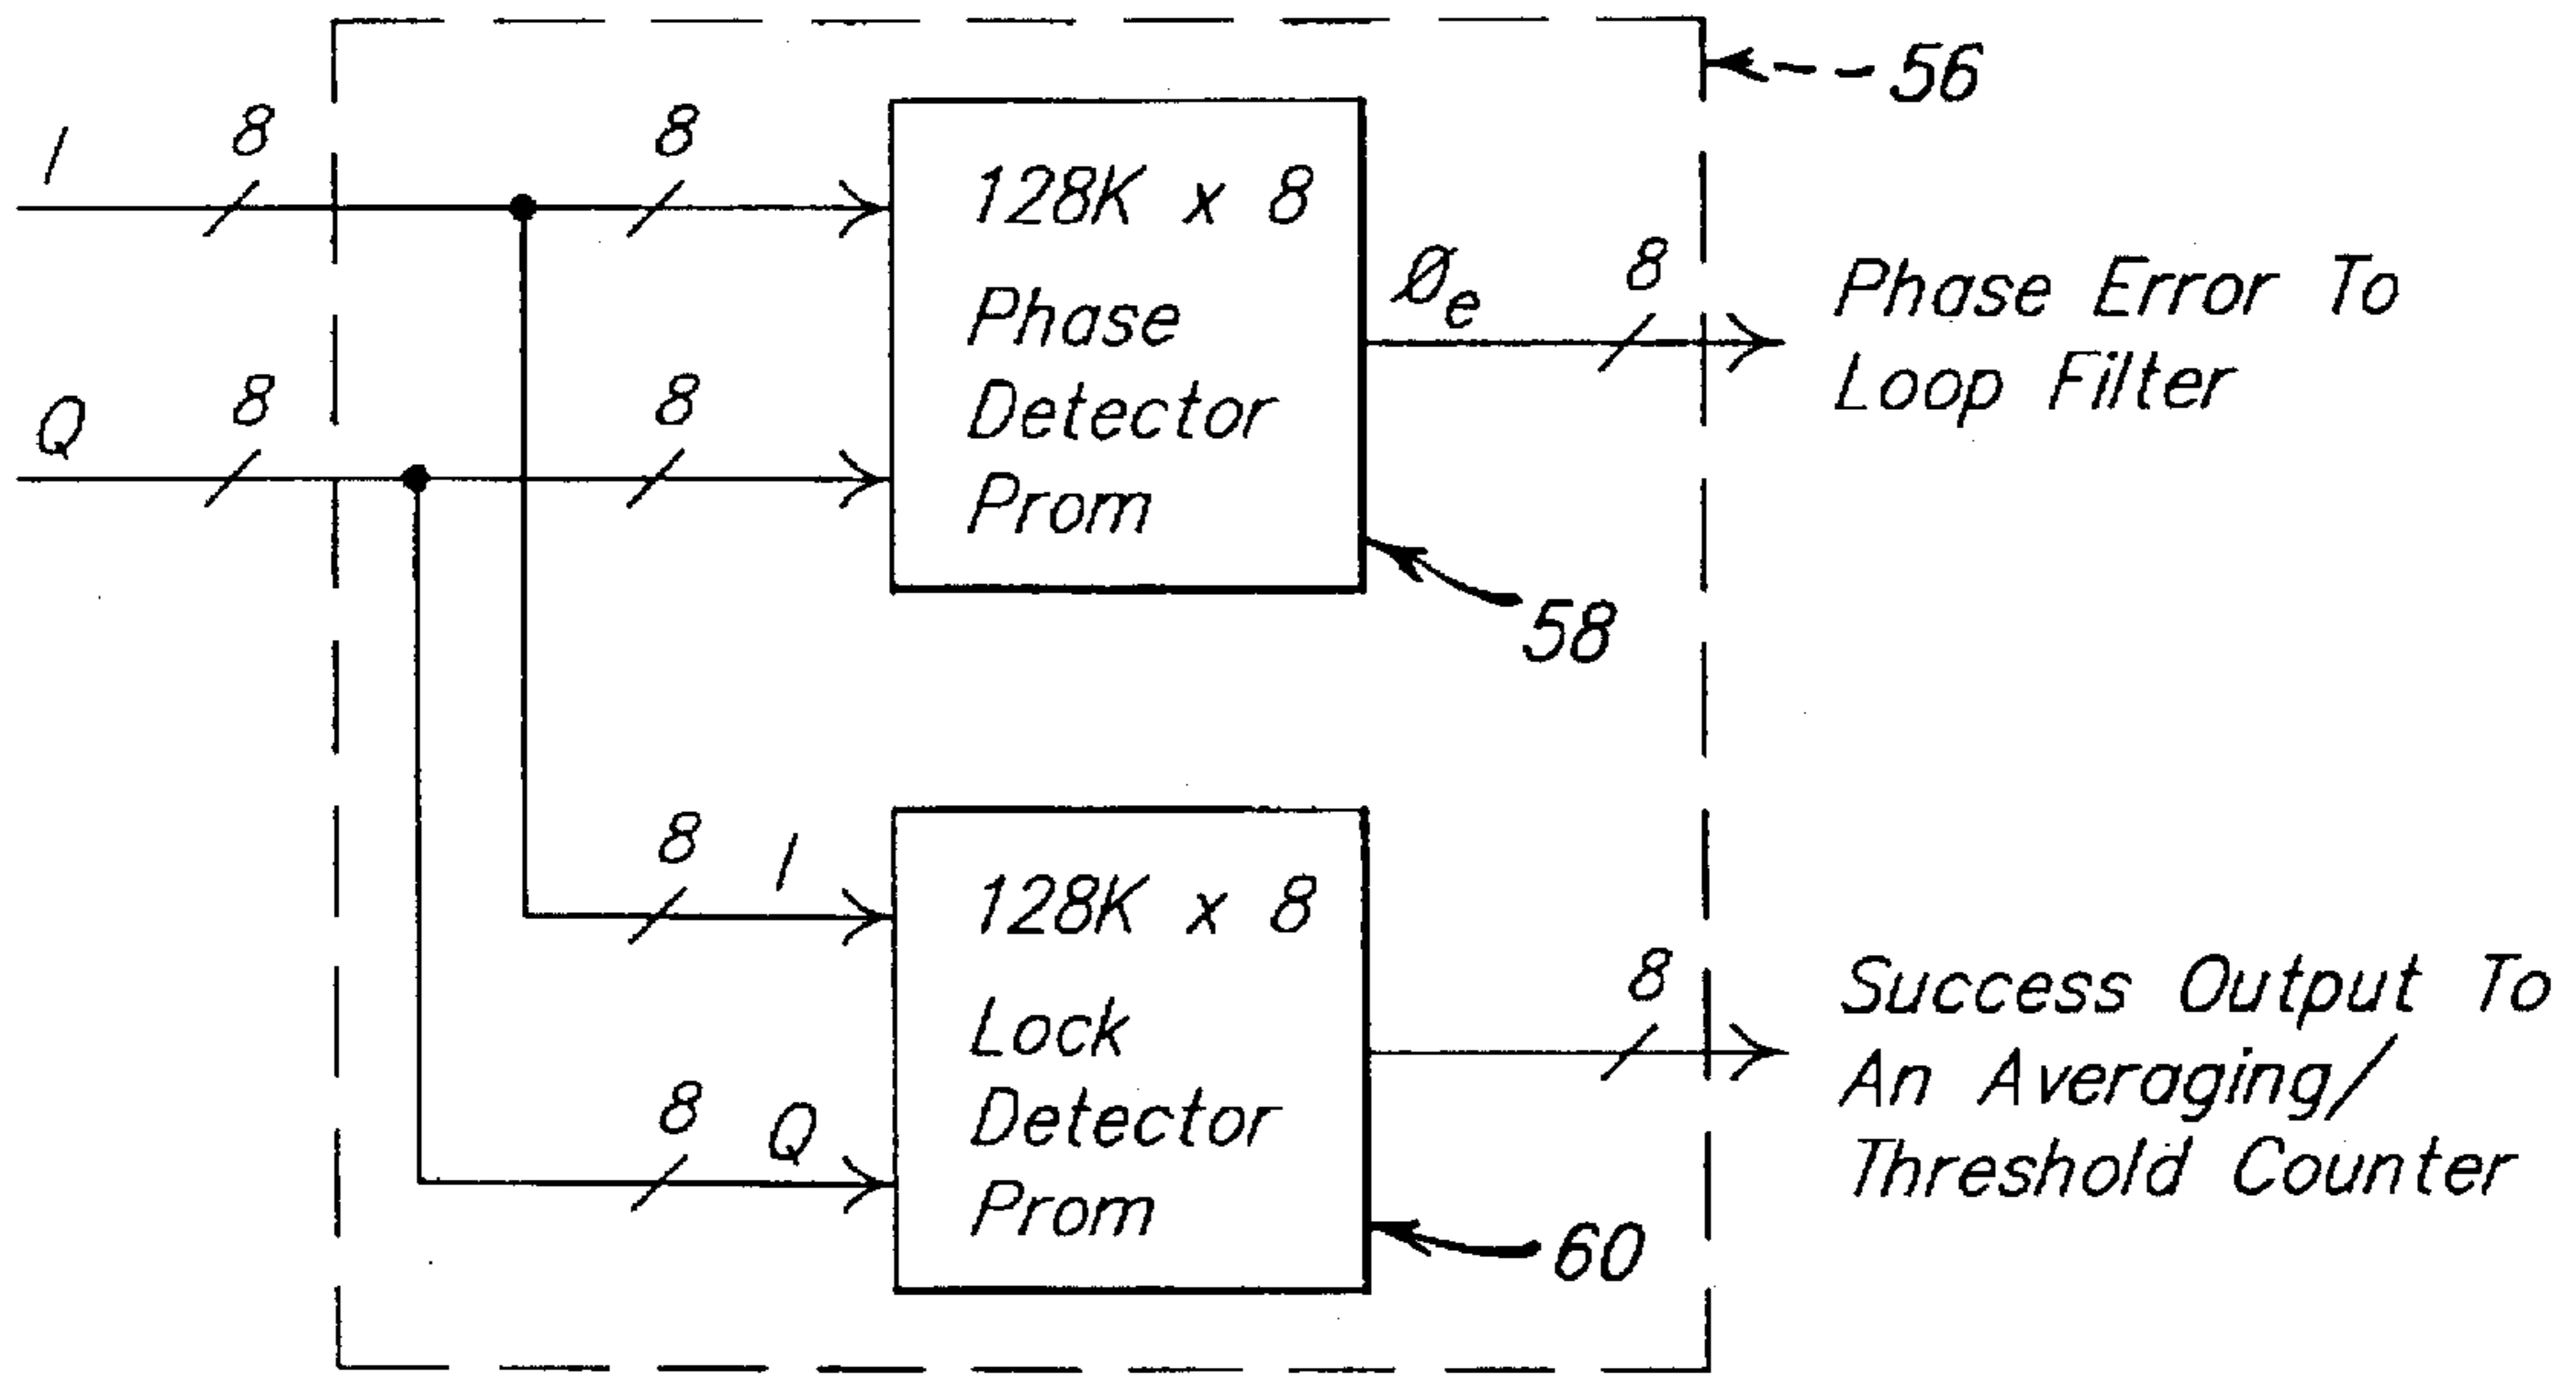 56
I
8
8
128K x 8
Phase
Detector
Prom
Øe
8
Phase Error To
Loop Filter
Q
8
8
58
8
I
128K x 8
Lock
Detector
Prom
8
Q
8
Success Output To
An Averaging/
Threshold Counter
60